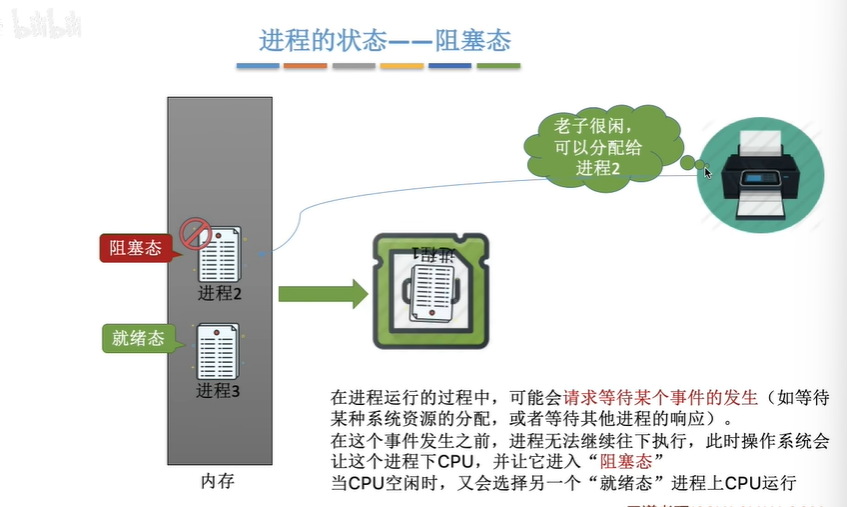 bilibili
进程的状态——阻塞态
老子很闲，
可以分配给
进程2
阻塞态
进程2
进程1
就绪态
进程3
在进程运行的过程中，可能会请求等待某个事件的发生（如等待
某种系统资源的分配，或者等待其他进程的响应）。
在这个事件发生之前，进程无法继续往下执行，此时操作系统会
让这个进程下CPU，并让它进入“阻塞态”
当CPU空闲时，又会选择另一个“就绪态”进程上CPU运行
内存